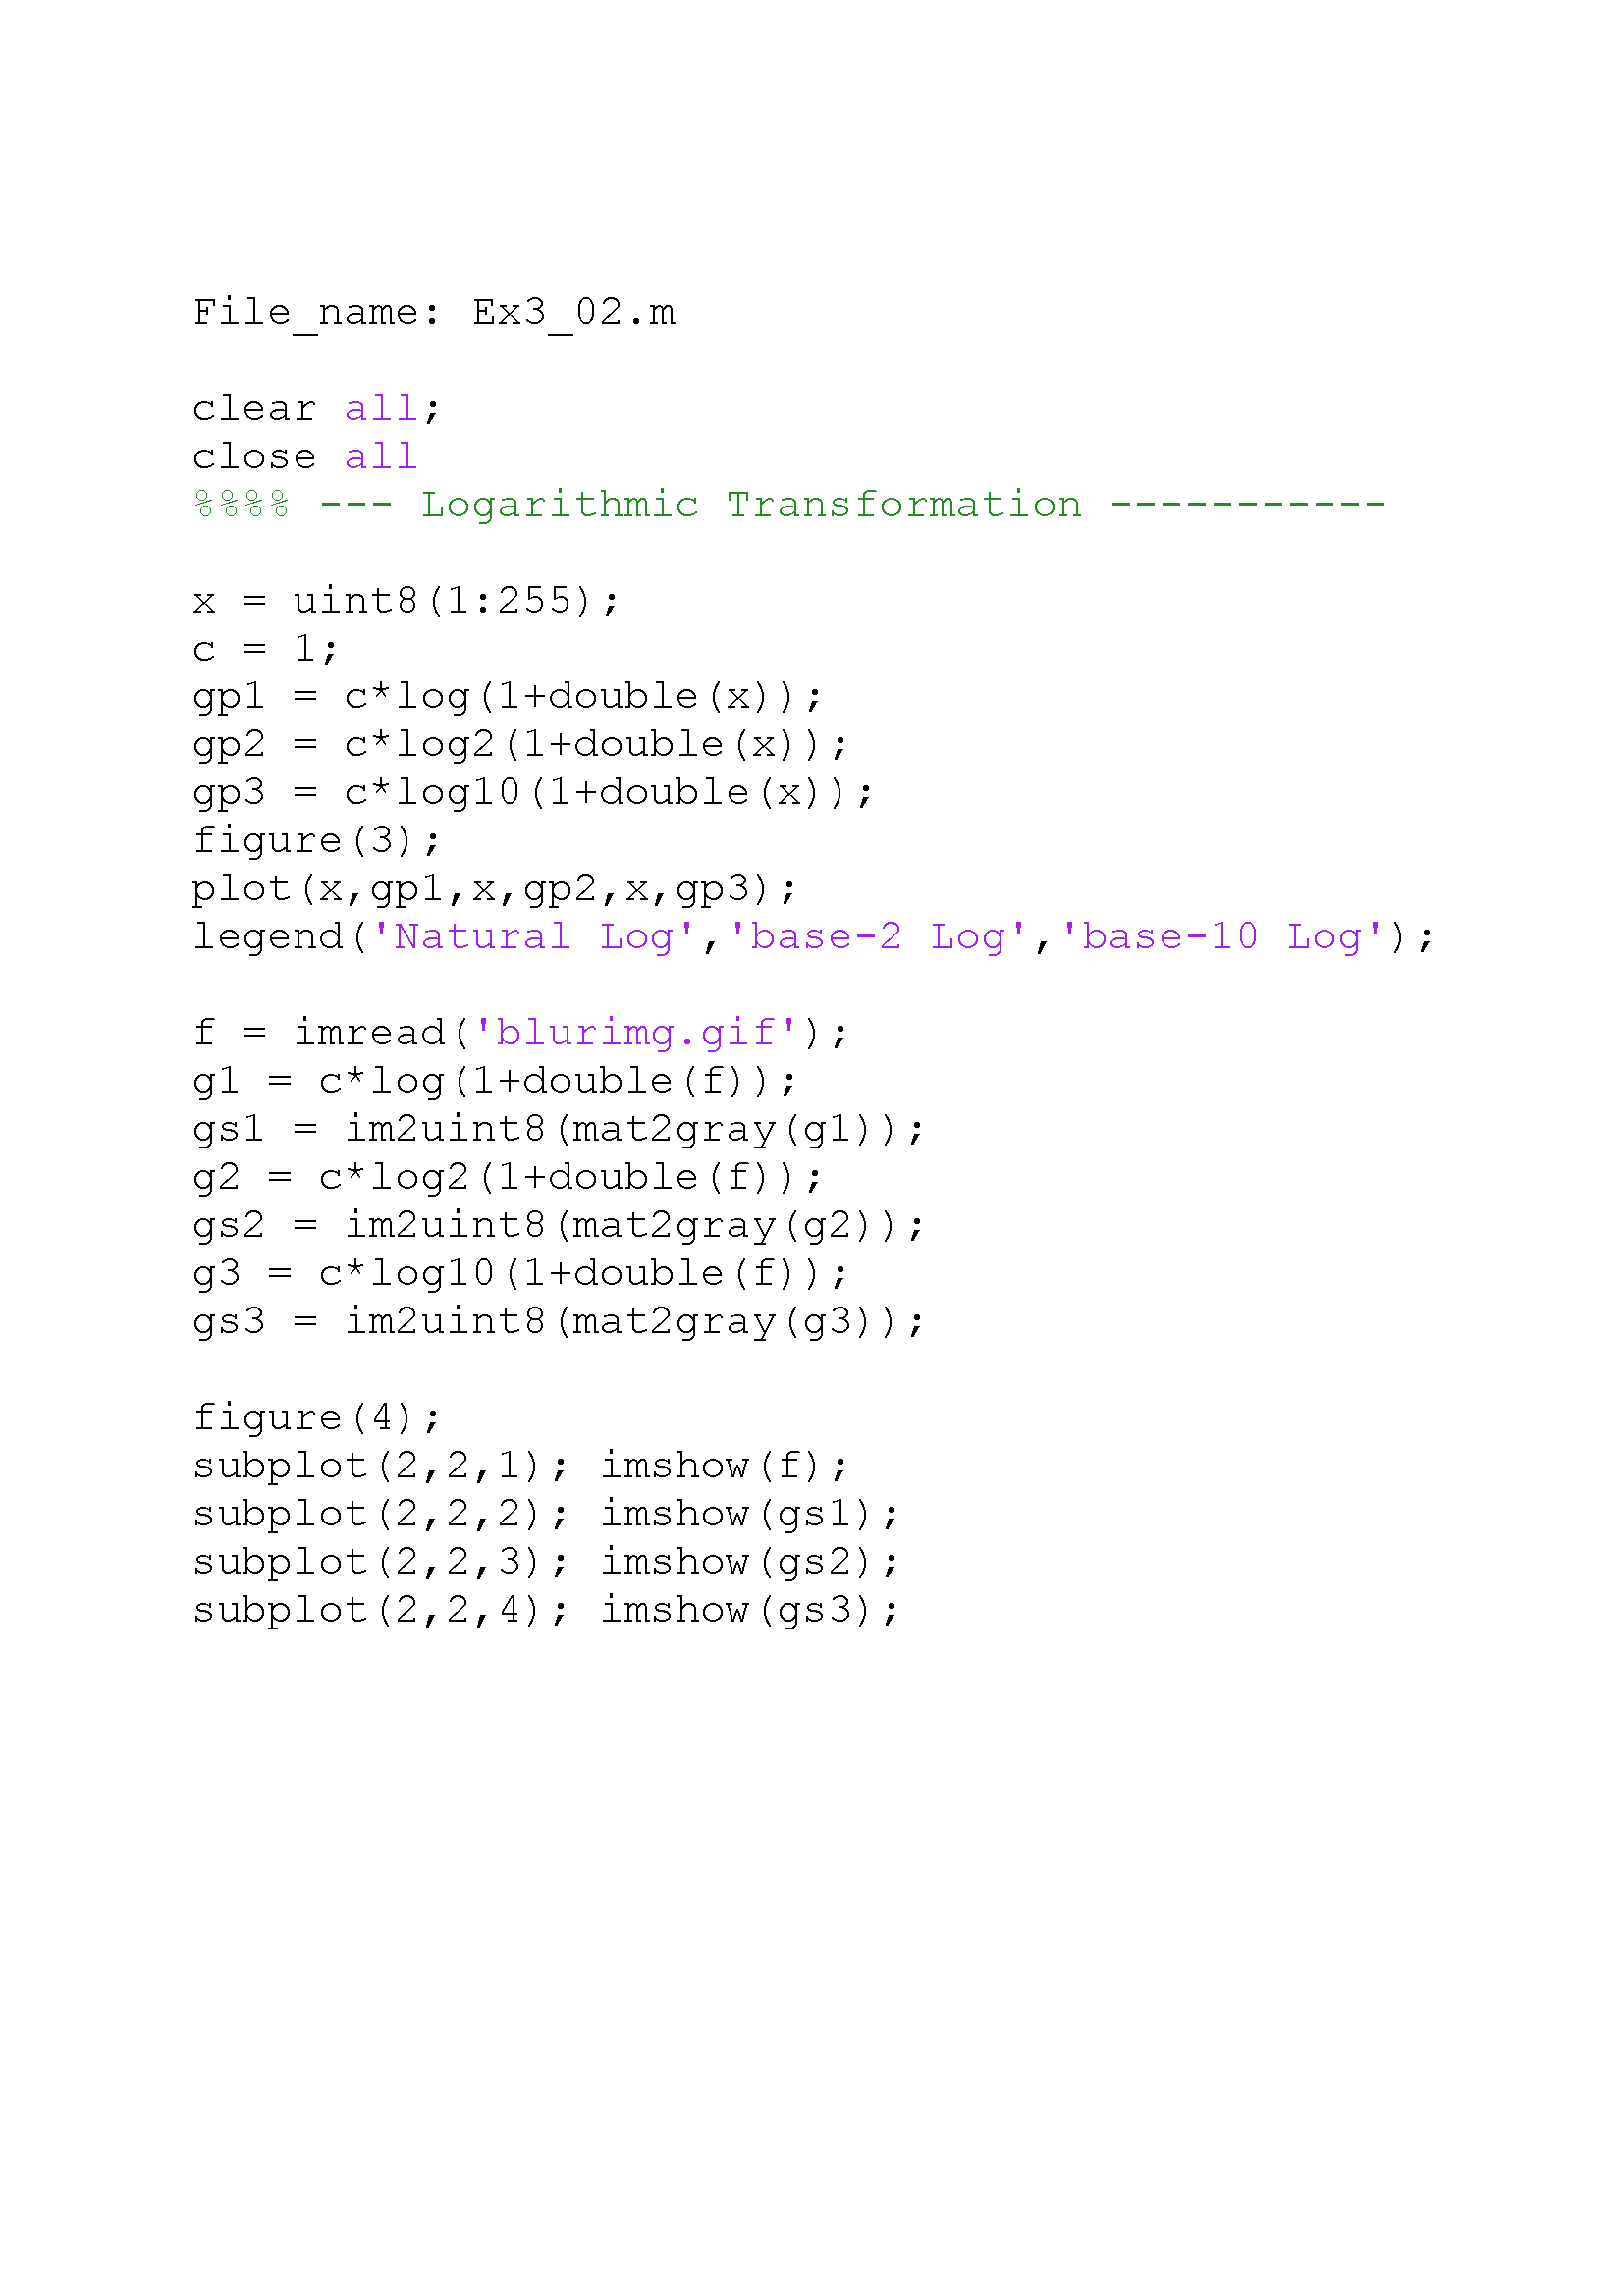 File_name: Ex3_02.m
clear all;
close all
%%%% --- Logarithmic Transformation -----------
x = uint8(1:255);
c = 1;
gp1 = c*log(1+double(x));
gp2 = c*log2(1+double(x));
gp3 = c*log10(1+double(x));
figure(3);
plot(x,gp1,x,gp2,x,gp3);
legend('Natural Log','base-2 Log','base-10 Log');
f = imread('blurimg.gif');
g1 = c*log(1+double(f));
gs1 = im2uint8(mat2gray(g1));
g2 = c*log2(1+double(f));
gs2 = im2uint8(mat2gray(g2));
g3 = c*log10(1+double(f));
gs3 = im2uint8(mat2gray(g3));
figure(4);
subplot(2,2,1); imshow(f);
subplot(2,2,2); imshow(gs1);
subplot(2,2,3); imshow(gs2);
subplot(2,2,4); imshow(gs3);